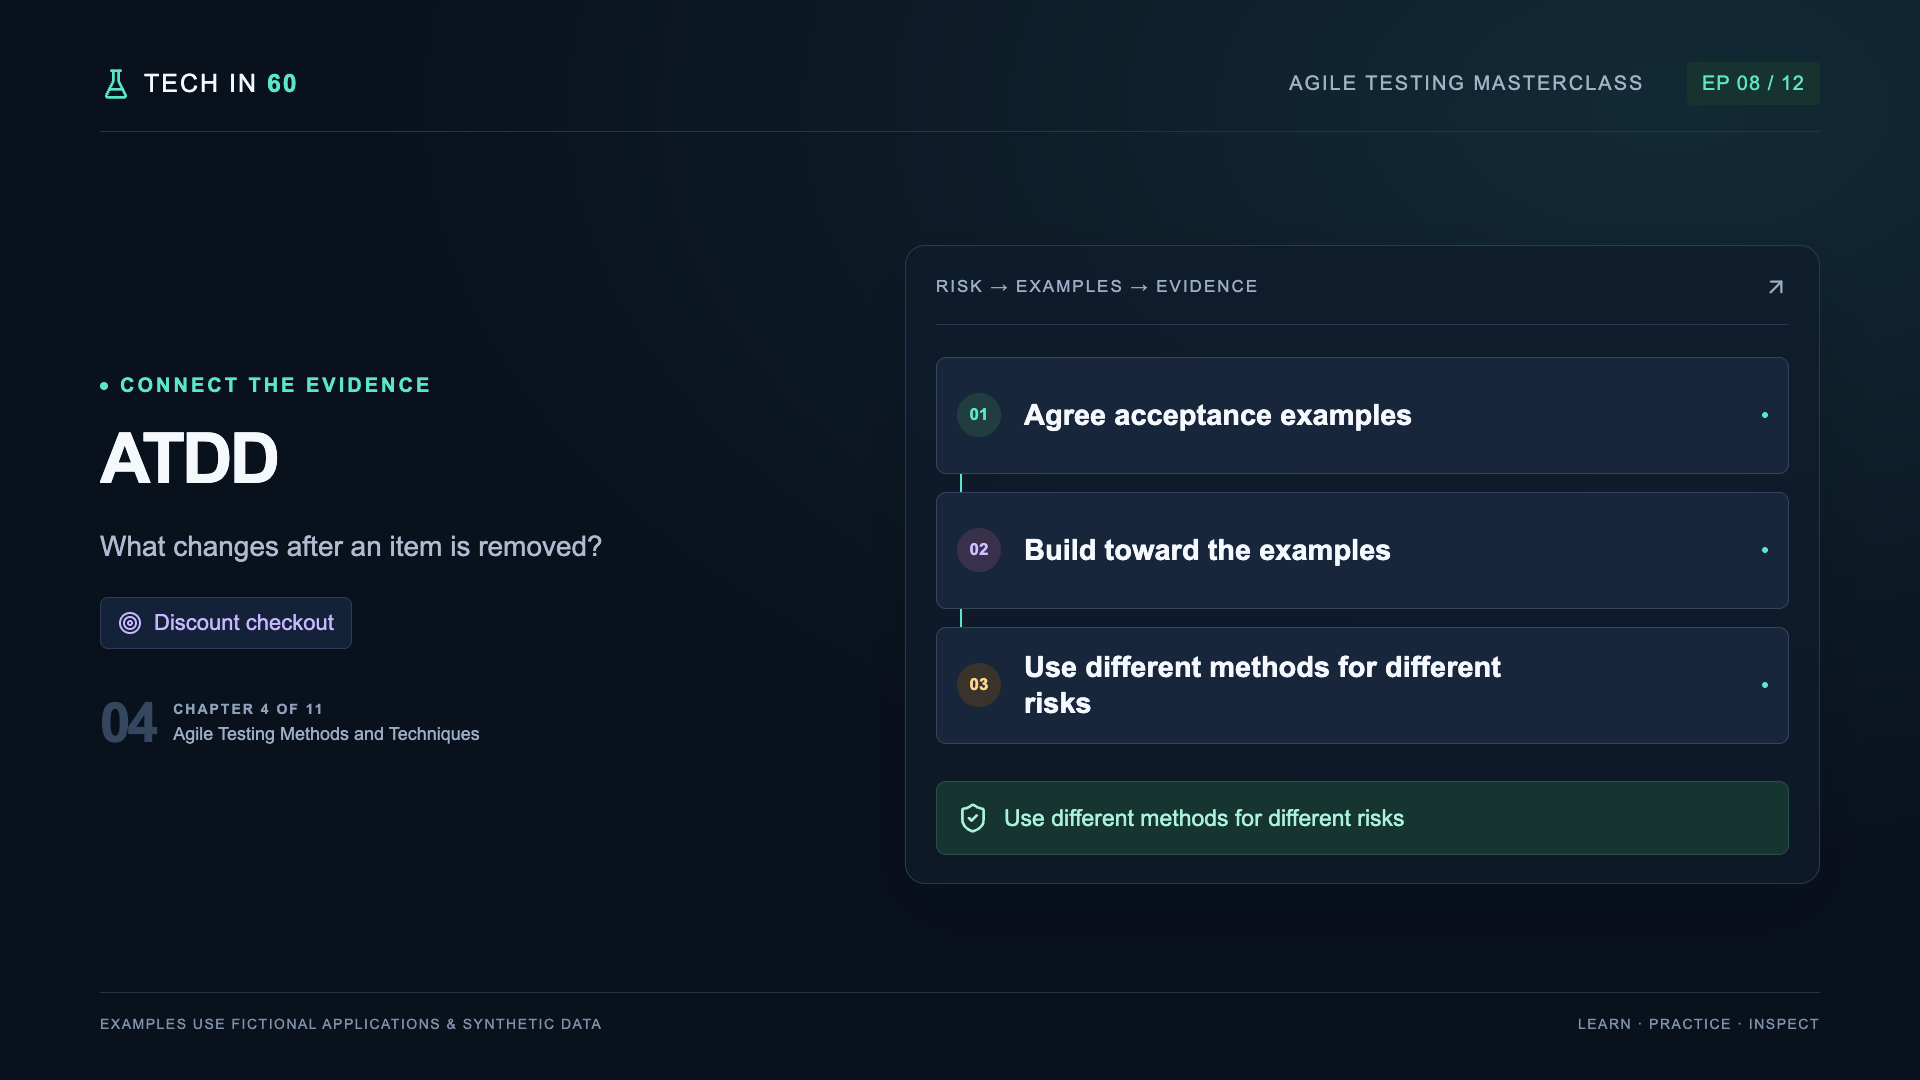 TECH IN 60
AGILE TESTING MASTERCLASS
EP 08 / 12
CONNECT THE EVIDENCE
ATDD
What changes after an item is removed?
Discount checkout
04
CHAPTER 4 OF 11
Agile Testing Methods and Techniques
RISK → EXAMPLES → EVIDENCE
01
Agree acceptance examples
02
Build toward the examples
03
Use different methods for different
risks
Use different methods for different risks
EXAMPLES USE FICTIONAL APPLICATIONS & SYNTHETIC DATA
LEARN · PRACTICE · INSPECT